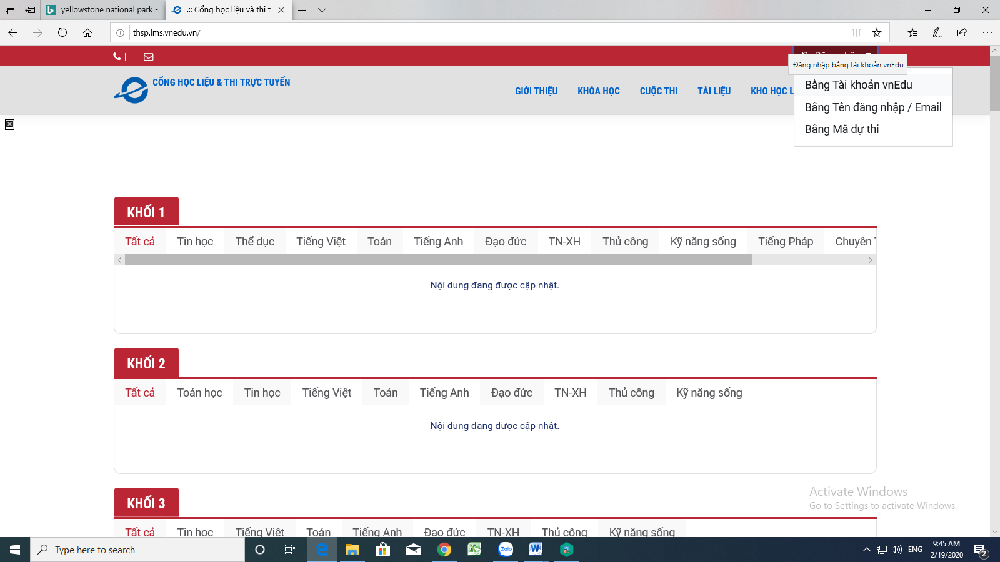 yellowstone national park -
.:: Cổng học liệu và thi t
thsp.lms.vnedu.vn/
|
Đăng nhập bằng tài khoản vnEdu
CỔNG HỌC LIỆU & THI TRỰC TUYẾN
GIỚI THIỆU KHÓA HỌC CUỘC THI TÀI LIỆU KHO HỌC L
Bằng Tài khoản vnEdu
Bằng Tên đăng nhập / Email
Bằng Mã dự thi
KHỐI 1
Tất cả Tin học Thể dục Tiếng Việt Toán Tiếng Anh Đạo đức TN-XH Thủ công Kỹ năng sống Tiếng Pháp Chuyên
Nội dung đang được cập nhật.
KHỐI 2
Tất cả Toán học Tin học Tiếng Việt Toán Tiếng Anh Đạo đức TN-XH Thủ công Kỹ năng sống
Nội dung đang được cập nhật.
KHỐI 3
Tất cả Tin học Tiếng Việt Toán Tiếng Anh Đạo đức TN-XH Thủ công Kỹ năng sống
Activate Windows
Go to Settings to activate Windows.
Type here to search
Zalo
ENG
9:45 AM
2/19/2020
2